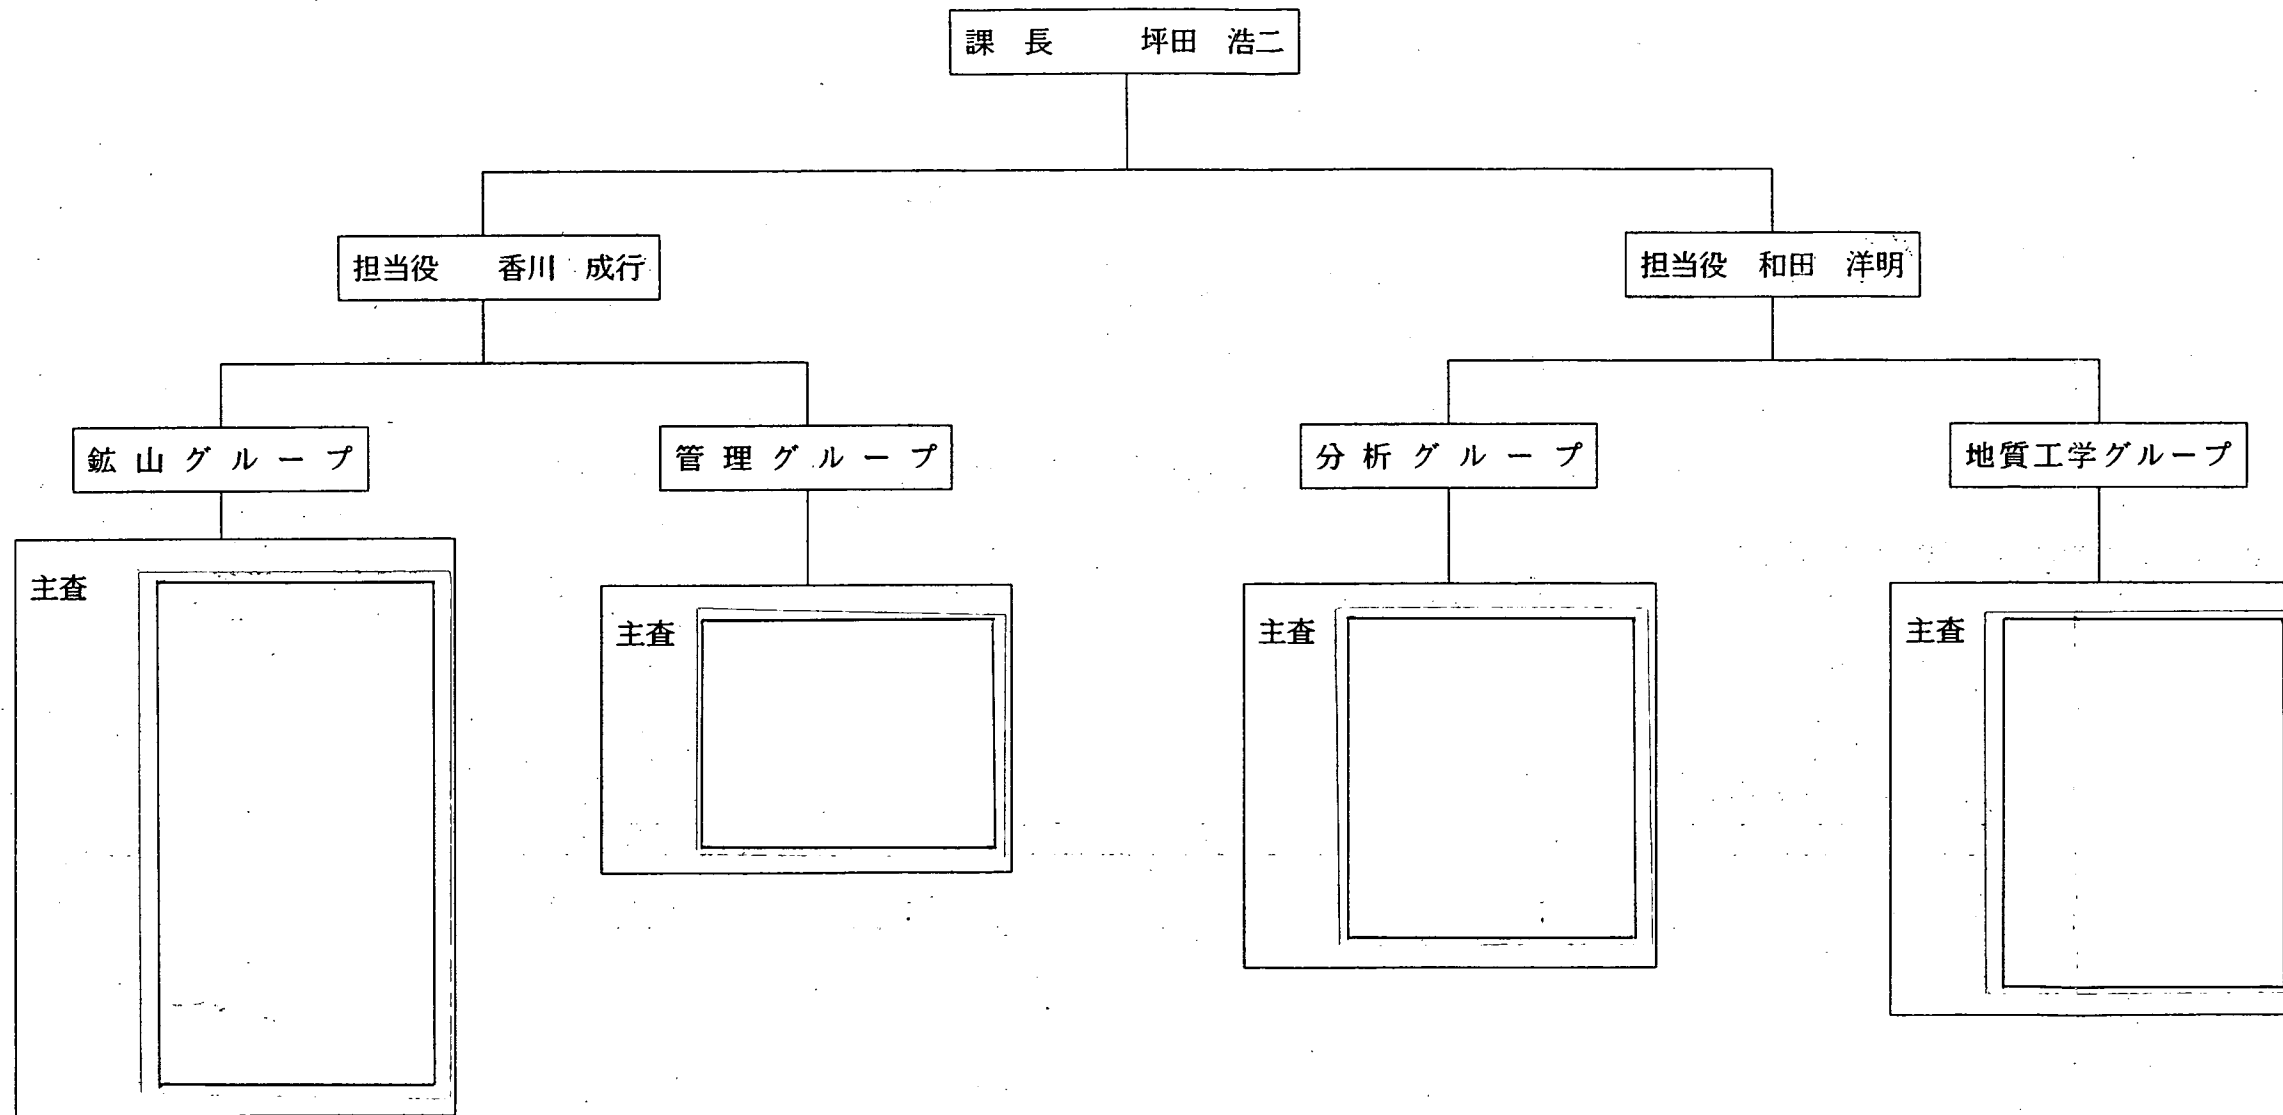 課 長 坪田 浩二
担当役 香川 成行
担当役 和田 洋明
鉱 山 グ ル ー プ
管 理 グ ル ー プ
分 析 グ ル ー プ
地質工学グループ
主査
主査
主査
主査